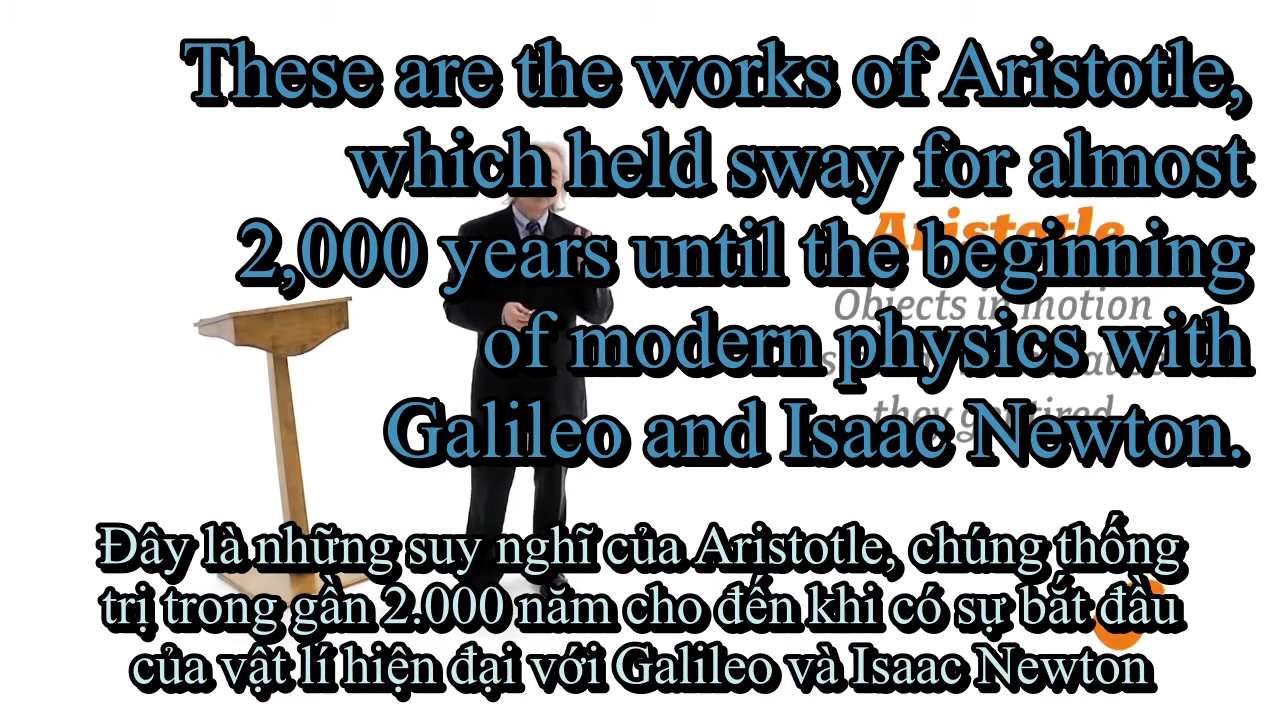 These are the works of Aristotle,
which held sway for almost
Aristotle
2,000 years until the beginning
Objects in motion
of modern physics with
they get tired
Galileo and Isaac Newton.
Đây là những suy nghĩ của Aristotle, chúng thống
trị trong gần 2.000 năm cho đến khi có sự bắt đầu
của vật lí hiện đại với Galileo và Isaac Newton